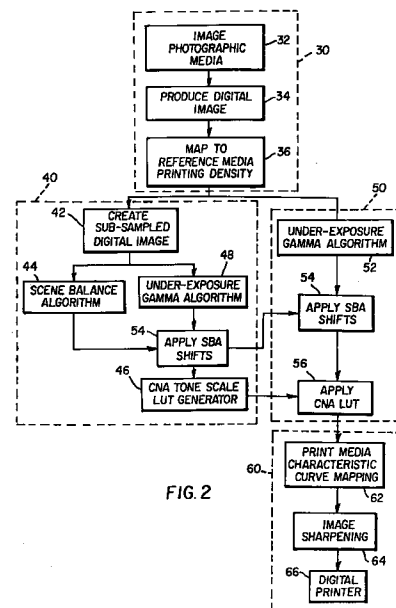 IMAGE
PHOTOGRAPHIC
MEDIA
32
30
PRODUCE DIGITAL
IMAGE
34
MAP TO
REFERENCE MEDIA
PRINTING DENSITY
36
40
42
CREATE
SUB-SAMPLED
DIGITAL IMAGE
50
UNDER-EXPOSURE
GAMMA ALGORITHM
52
44
SCENE BALANCE
ALGORITHM
48
UNDER-EXPOSURE
GAMMA ALGORITHM
54
APPLY SBA
SHIFTS
54
APPLY SBA
SHIFTS
46
CNA TONE SCALE
LUT GENERATOR
56
APPLY
CNA LUT
60
PRINT MEDIA
CHARACTERISTIC
CURVE MAPPING
62
FIG. 2
IMAGE
SHARPENING
64
66
DIGITAL
PRINTER